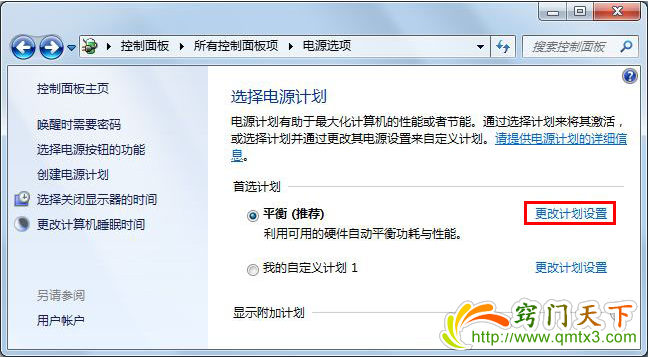 控制面板 ▸ 所有控制面板项 ▸ 电源选项
搜索控制面板
控制面板主页
唤醒时需要密码
选择电源按钮的功能
创建电源计划
选择关闭显示器的时间
更改计算机睡眠时间
另请参阅
用户帐户
选择电源计划
电源计划有助于最大化计算机的性能或者节能。通过选择计划来将其激活，
或选择计划并通过更改其电源设置来自定义计划。请提供电源计划的详细信
息。
首选计划
平衡 (推荐) 更改计划设置
利用可用的硬件自动平衡功耗与性能。
我的自定义计划 1 更改计划设置
显示附加计划
窍门天下
www.qmtx3.com